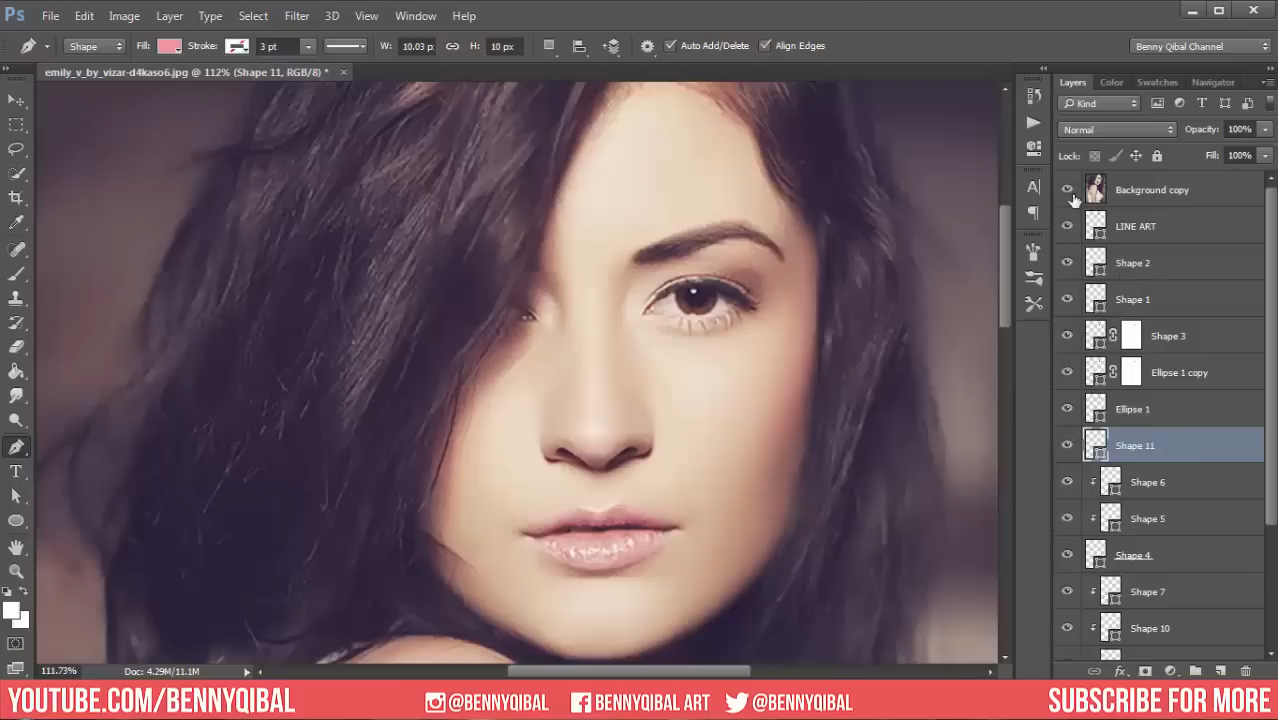 Ps File Edit Image Layer Type Select Filter 3D View Window Help
Shape Fill: Stroke: 3 pt W: 10.03 p H: 10 px Auto Add/Delete Align Edges Benny Qibal Channel
emily_v_by_vizar-d4kaso6.jpg @ 112% (Shape 11, RGB/8) *
Layers Color Swatches Navigator
Kind
Normal Opacity: 100%
Lock: Fill: 100%
Background copy
LINE ART
Shape 2
Shape 1
Shape 3
Ellipse 1 copy
Ellipse 1
Shape 11
Shape 6
Shape 5
Shape 4
Shape 7
Shape 10
111.73% Doc: 4.29M/11.1M
YOUTUBE.COM/BENNYQIBAL @BENNYQIBAL BENNYQIBAL ART @BENNYQIBAL SUBSCRIBE FOR MORE